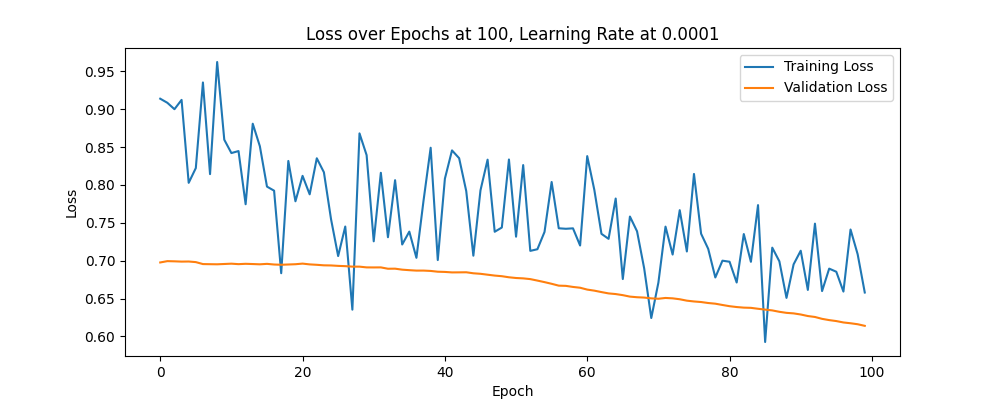 Loss over Epochs at 100, Learning Rate at 0.0001
Training Loss
Validation Loss
0.95
0.90
0.85
0.80
0.75
0.70
0.65
0.60
Loss
0 20 40 60 80 100
Epoch